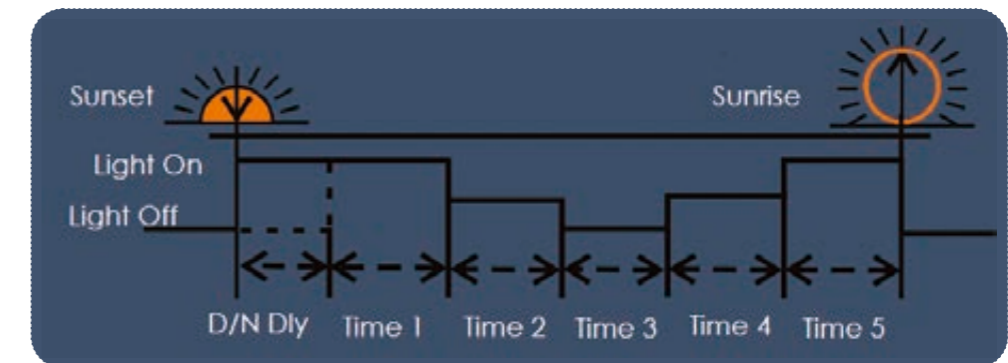 Sunset
Sunrise
Light On
Light Off
D/N Dly Time 1 Time 2 Time 3 Time 4 Time 5